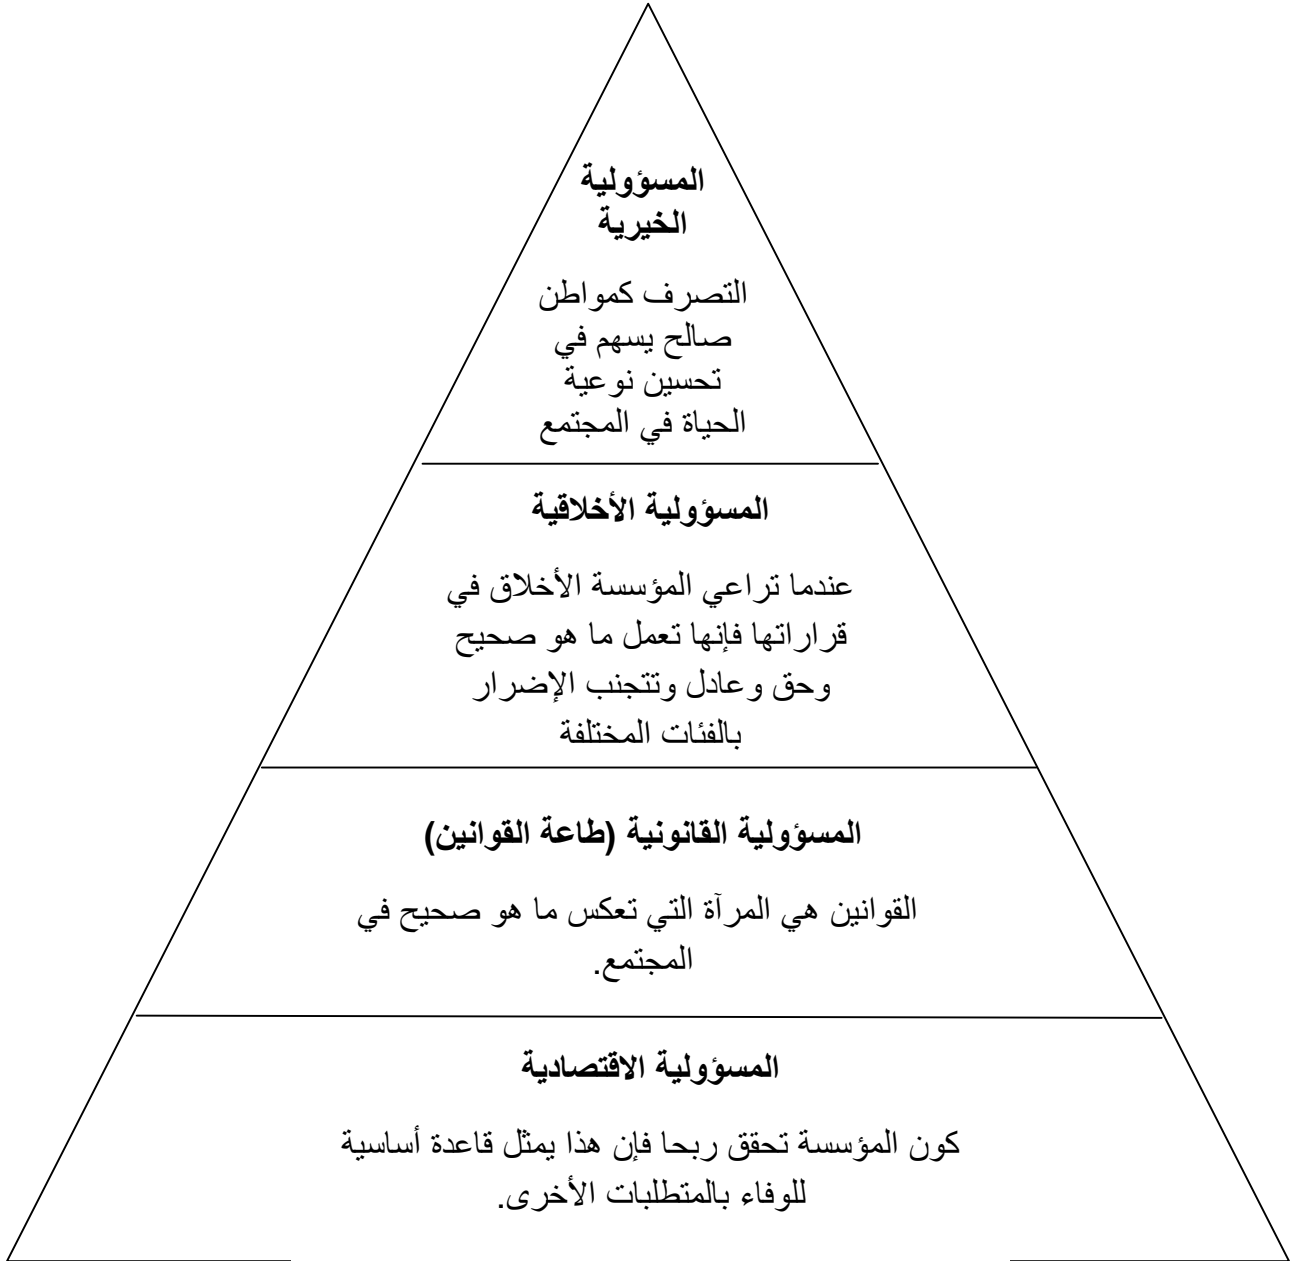 المسؤولية
الخيرية
التصرف كمواطن
صالح يسهم في
تحسين نوعية
الحياة في المجتمع
المسؤولية الأخلاقية
عندما تراعي المؤسسة الأخلاق في
قراراتها فإنها تعمل ما هو صحيح
وحق وعادل وتتجنب الإضرار
بالفئات المختلفة
المسؤولية القانونية (طاعة القوانين)
القوانين هي المرآة التي تعكس ما هو صحيح في
المجتمع.
المسؤولية الاقتصادية
كون المؤسسة تحقق ربحا فإن هذا يمثل قاعدة أساسية
للوفاء بالمتطلبات الأخرى.